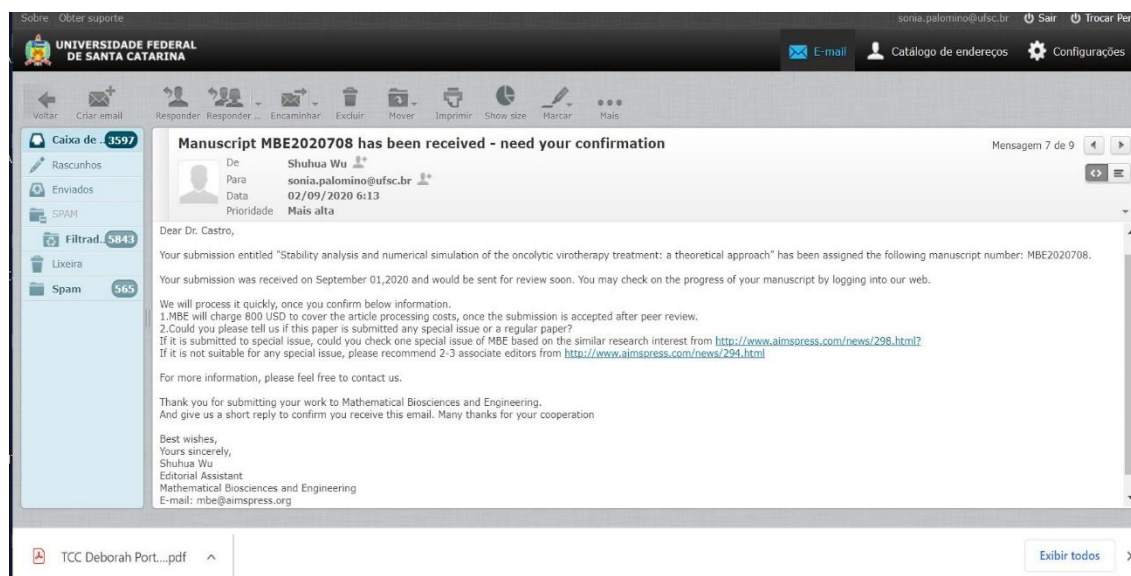 Sobre Obter suporte
sonia.palomino@ufsc.br Sair Trocar Per
UNIVERSIDADE FEDERAL
DE SANTA CATARINA
E-mail Catálogo de endereços Configurações
Voltar Criar email Responder Responder ... Encaminhar Excluir Mover Imprimir Show size Marcar Mais
Caixa de ..3597
Rascunhos
Enviados
SPAM
Filtrad..5843
Lixeira
Spam 565
Manuscript MBE2020708 has been received - need your confirmation
Mensagem 7 de 9
De Shuhua Wu
Para sonia.palomino@ufsc.br
Data 02/09/2020 6:13
Prioridade Mais alta
Dear Dr. Castro,
Your submission entitled "Stability analysis and numerical simulation of the oncolytic virotherapy treatment: a theoretical approach" has been assigned the following manuscript number: MBE2020708.
Your submission was received on September 01,2020 and would be sent for review soon. You may check on the progress of your manuscript by logging into our web.
We will process it quickly, once you confirm below information.
1.MBE will charge 800 USD to cover the article processing costs, once the submission is accepted after peer review.
2.Could you please tell us if this paper is submitted any special issue or a regular paper?
If it is submitted to special issue, could you check one special issue of MBE based on the similar research interest from http://www.aimspress.com/news/298.html?
If it is not suitable for any special issue, please recommend 2-3 associate editors from http://www.aimspress.com/news/294.html
For more information, please feel free to contact us.
Thank you for submitting your work to Mathematical Biosciences and Engineering.
And give us a short reply to confirm you receive this email. Many thanks for your cooperation
Best wishes,
Yours sincerely,
Shuhua Wu
Editorial Assistant
Mathematical Biosciences and Engineering
E-mail: mbe@aimspress.org
TCC Deborah Port....pdf
Exibir todos